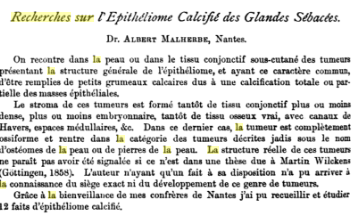 Recherches sur l'Epithéliome Calcifié des Glandes Sébacées.
Dr. ALBERT MALHERBE, Nantes.
On recontre dans la peau ou dans le tissu conjonctif sous-cutané des tumeurs
présentant la structure générale de l'épithéliome, et ayant ce caractère commun,
d'être remplies de petits grumeaux calcaires dus à une calcification totale ou par-
tielle des masses épithéliales.
Le stroma de ces tumeurs est formé tantôt de tissu conjonctif plus ou moins
dense, plus ou moins embryonnaire, tantôt de tissu osseux vrai, avec canaux de
Havers, espaces médullaires, &c. Dans ce dernier cas, la tumeur est complètement
ossiforme et rentre dans la catégorie des tumeurs décrites jadis sous le nom
d'ostéomes de la peau ou de pierres de la peau. La structure réelle de ces tumeurs
ne paraît pas avoir été signalée si ce n'est dans une thèse due à Martin Wilckens
(Gottingen, 1858). L'auteur n'ayant qu'un fait à sa disposition n'a pu arriver à
la connaissance du siège exact ni du développement de ce genre de tumeurs.
Grâce à la bienveillance de mes confrères de Nantes j'ai pu recueillir et étudier
12 faits d'épithéliome calcifié.